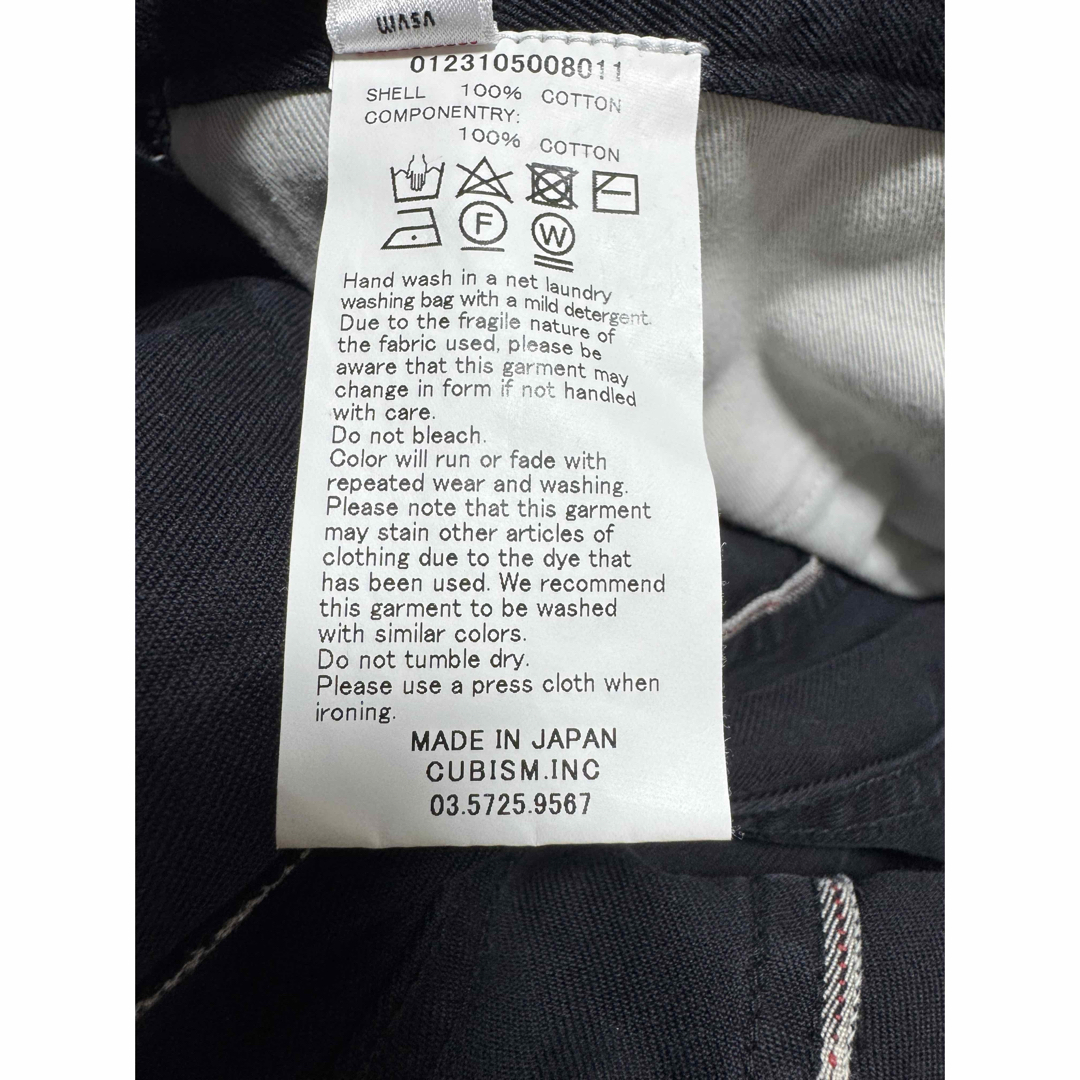 WASA
0123105008011
SHELL 100% COTTON
COMPONENTRY:
100% COTTON
F
W
Hand wash in a net laundry
washing bag with a mild detergent.
Due to the fragile nature of
the fabric used, please be
aware that this garment may
change in form if not handled
with care.
Do not bleach.
Color will run or fade with
repeated wear and washing.
Please note that this garment
may stain other articles of
clothing due to the dye that
has been used. We recommend
this garment to be washed
with similar colors.
Do not tumble dry.
Please use a press cloth when
ironing.
MADE IN JAPAN
CUBISM.INC
03.5725.9567